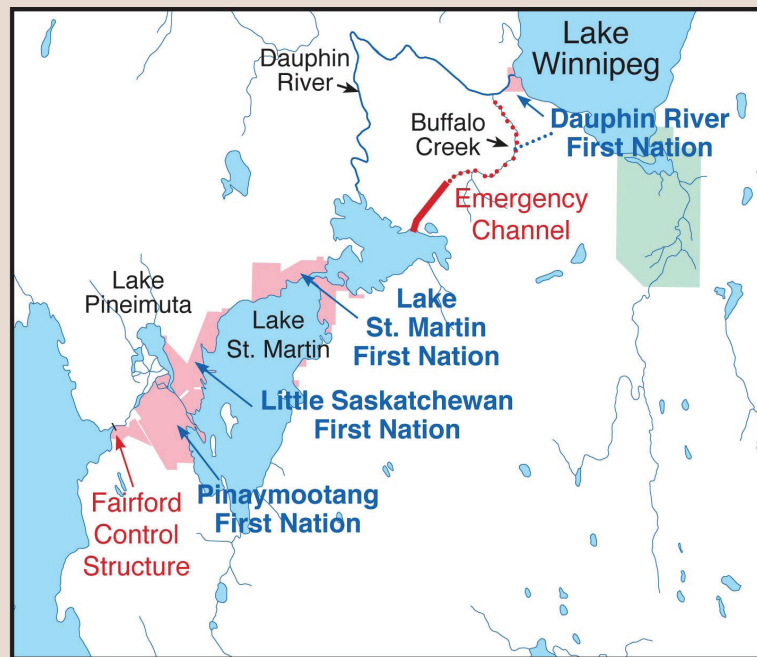 Lake
Winnipeg
Dauphin
River
Buffalo
Creek
Dauphin River
First Nation
Emergency
Channel
Lake
Pineimuta
Lake
St. Martin
Lake
St. Martin
First Nation
Little Saskatchewan
First Nation
Pinaymootang
First Nation
Fairford
Control
Structure